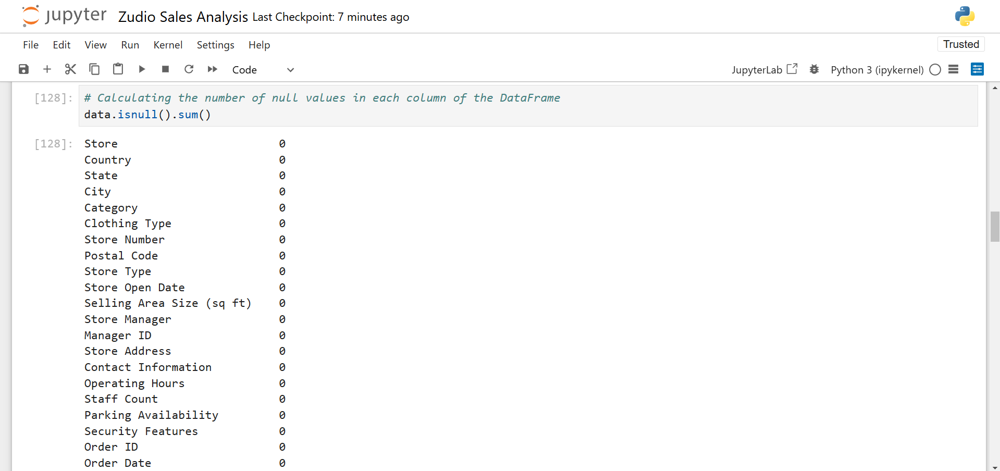 jupyter Zudio Sales Analysis Last Checkpoint: 7 minutes ago
File Edit View Run Kernel Settings Help Trusted
Code JupyterLab Python 3 (ipykernel)
[128]: # Calculating the number of null values in each column of the DataFrame
data.isnull().sum()
[128]: Store 0
Country 0
State 0
City 0
Category 0
Clothing Type 0
Store Number 0
Postal Code 0
Store Type 0
Store Open Date 0
Selling Area Size (sq ft) 0
Store Manager 0
Manager ID 0
Store Address 0
Contact Information 0
Operating Hours 0
Staff Count 0
Parking Availability 0
Security Features 0
Order ID 0
Order Date 0